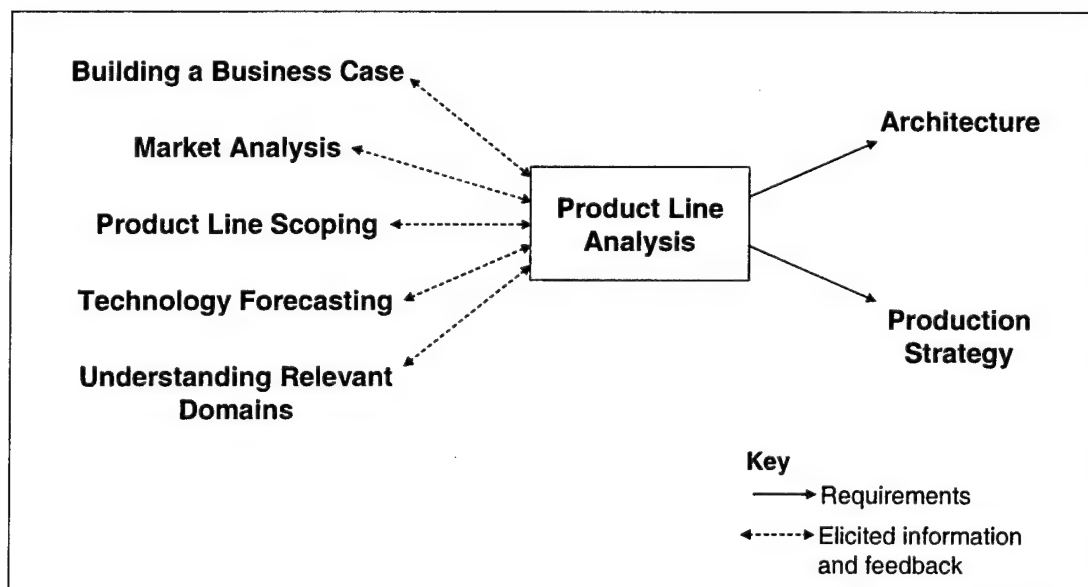 Building a Business Case
Market Analysis
Product Line Scoping
Technology Forecasting
Understanding Relevant
Domains
Product Line
Analysis
Architecture
Production
Strategy
Key
Requirements
Elicited information
and feedback